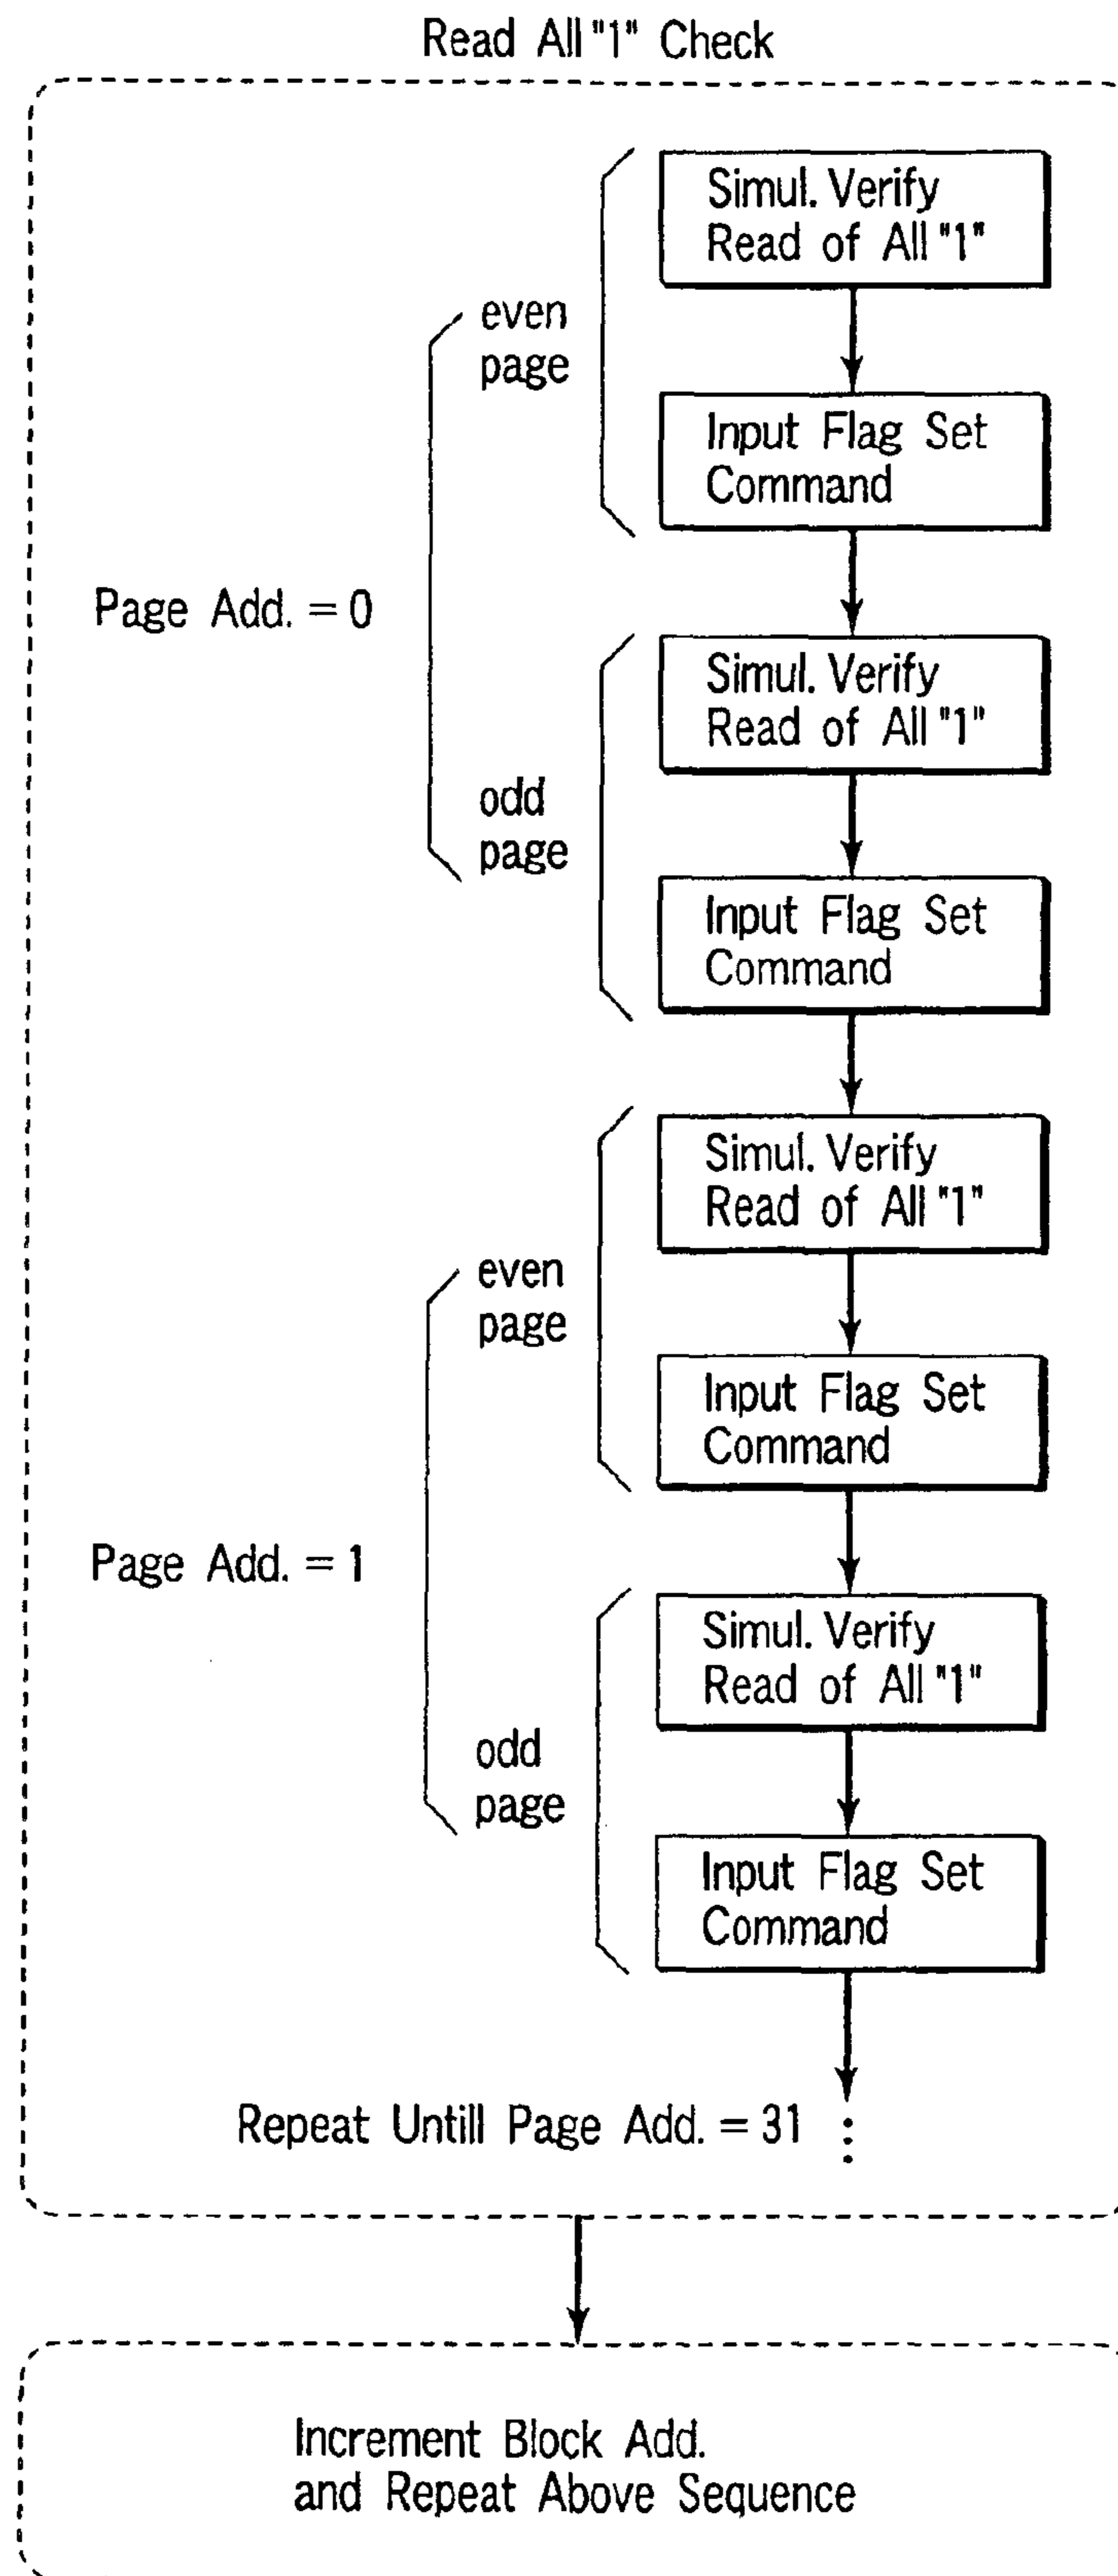 Read All "1" Check
Simul. Verify
Read of All "1"
even
page
Input Flag Set
Command
Page Add. = 0
Simul. Verify
Read of All "1"
odd
page
Input Flag Set
Command
Simul. Verify
Read of All "1"
even
page
Input Flag Set
Command
Page Add. = 1
Simul. Verify
Read of All "1"
odd
page
Input Flag Set
Command
Repeat Untill Page Add. = 31
Increment Block Add.
and Repeat Above Sequence